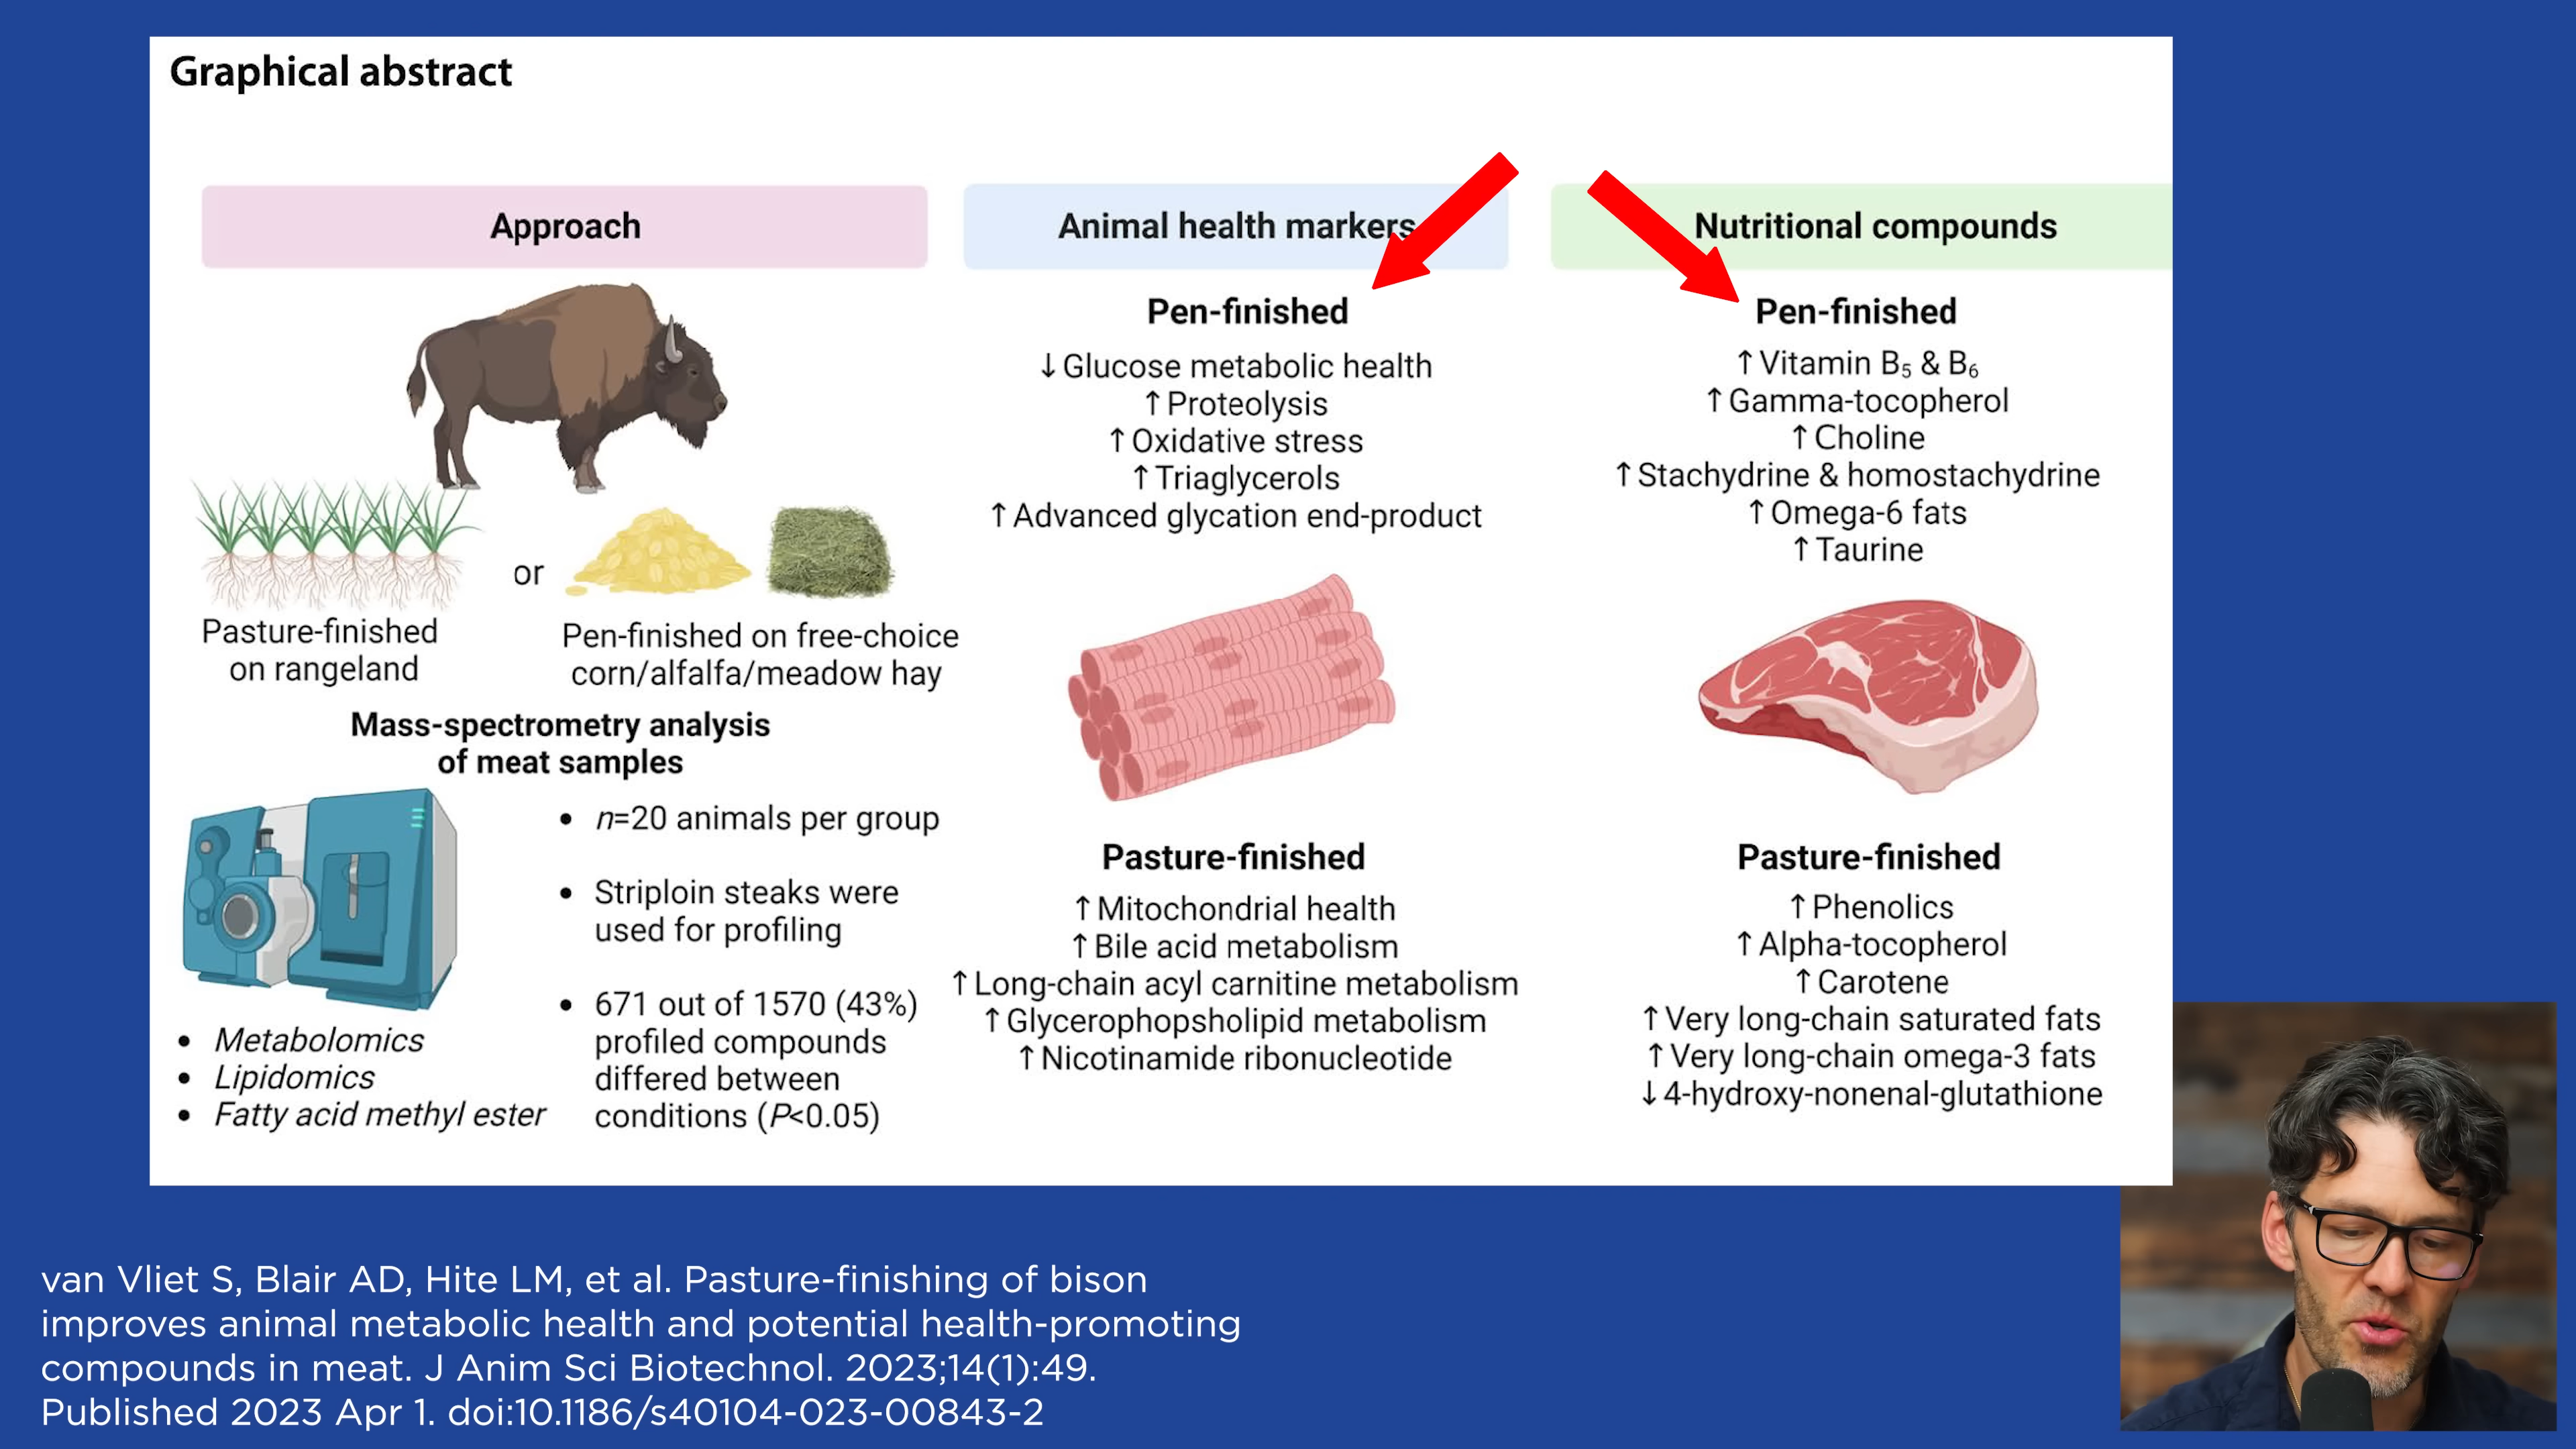 Graphical abstract
Approach
or
Pasture-finished
on rangeland
Pen-finished on free-choice
corn/alfalfa/meadow hay
Mass-spectrometry analysis
of meat samples
• Metabolomics
• Lipidomics
• Fatty acid methyl ester
• n=20 animals per group
• Striploin steaks were
used for profiling
• 671 out of 1570 (43%)
profiled compounds
differed between
conditions (P<0.05)
Animal health markers
Pen-finished
↓Glucose metabolic health
↑Proteolysis
↑Oxidative stress
↑Triaglycerols
↑Advanced glycation end-product
Pasture-finished
↑Mitochondrial health
↑Bile acid metabolism
↑Long-chain acyl carnitine metabolism
↑Glycerophopsholipid metabolism
↑Nicotinamide ribonucleotide
Nutritional compounds
Pen-finished
↑Vitamin B₅ & B₆
↑Gamma-tocopherol
↑Choline
↑Stachydrine & homostachydrine
↑Omega-6 fats
↑Taurine
Pasture-finished
↑Phenolics
↑Alpha-tocopherol
↑Carotene
↑Very long-chain saturated fats
↑Very long-chain omega-3 fats
↓4-hydroxy-nonenal-glutathione
van Vliet S, Blair AD, Hite LM, et al. Pasture-finishing of bison
improves animal metabolic health and potential health-promoting
compounds in meat. J Anim Sci Biotechnol. 2023;14(1):49.
Published 2023 Apr 1. doi:10.1186/s40104-023-00843-2